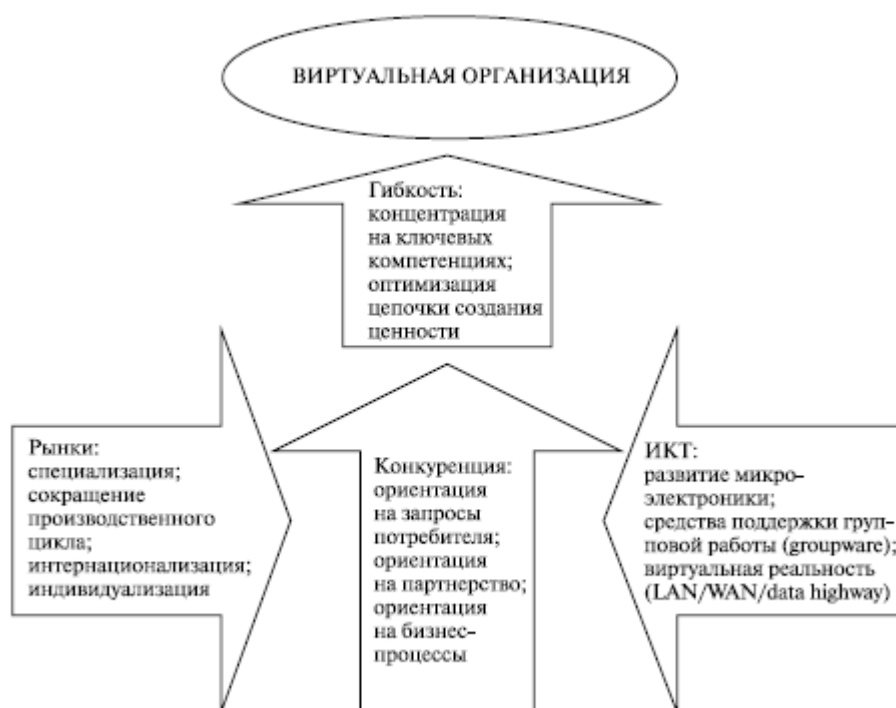 ВИРТУАЛЬНАЯ ОРГАНИЗАЦИЯ
Гибкость:
концентрация
на ключевых
компетенциях;
оптимизация
цепочки создания
ценности
Рынки:
специализация;
сокращение
производственного
цикла;
интернационализация;
индивидуализация
Конкуренция:
ориентация
на запросы
потребителя;
ориентация
на партнерство;
ориентация
на бизнес-
процессы
ИКТ:
развитие микро-
электроники;
средства поддержки груп-
повой работы (groupware);
виртуальная реальность
(LAN/WAN/data highway)